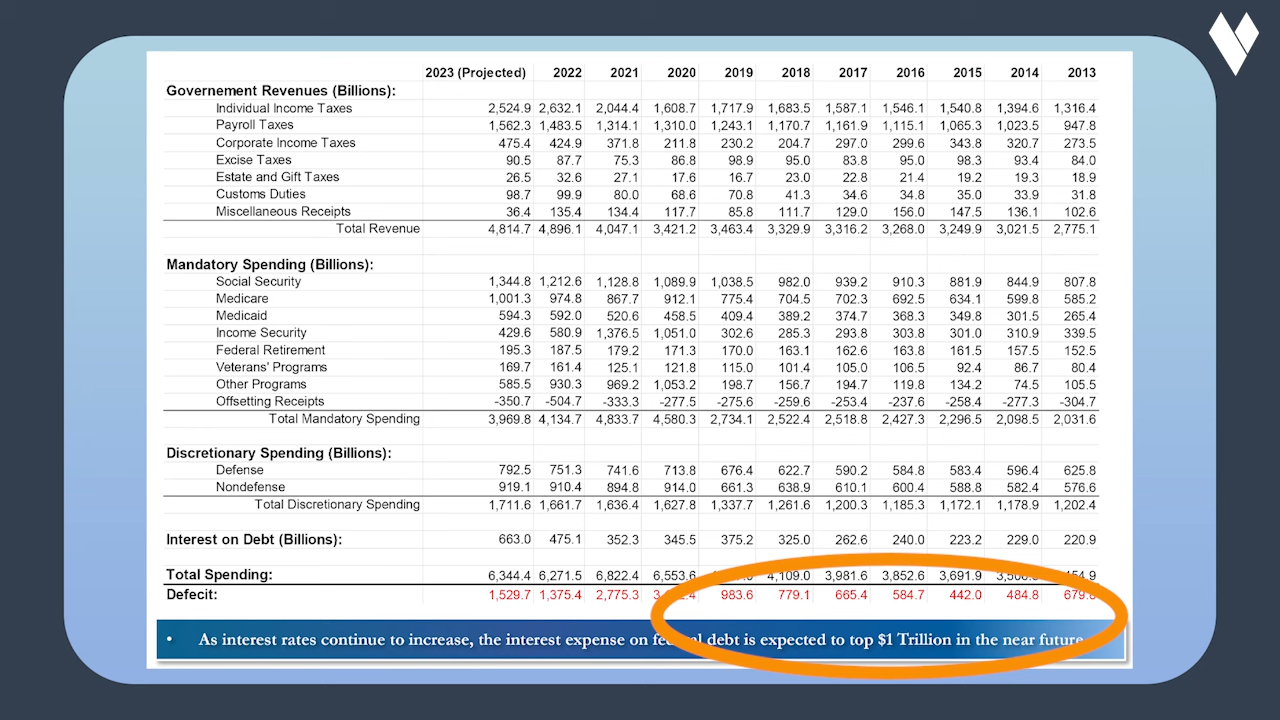 2023 (Projected) 2022 2021 2020 2019 2018 2017 2016 2015 2014 2013
Governement Revenues (Billions):
Individual Income Taxes 2,524.9 2,632.1 2,044.4 1,608.7 1,717.9 1,683.5 1,587.1 1,546.1 1,540.8 1,394.6 1,316.4
Payroll Taxes 1,562.3 1,483.5 1,314.1 1,310.0 1,243.1 1,170.7 1,161.9 1,115.1 1,065.3 1,023.5 947.8
Corporate Income Taxes 475.4 424.9 371.8 211.8 230.2 204.7 297.0 299.6 343.8 320.7 273.5
Excise Taxes 90.5 87.7 75.3 86.8 98.9 95.0 83.8 95.0 98.3 93.4 84.0
Estate and Gift Taxes 26.5 32.6 27.1 17.6 16.7 23.0 22.8 21.4 19.2 19.3 18.9
Customs Duties 98.7 99.9 80.0 68.6 70.8 41.3 34.6 34.8 35.0 33.9 31.8
Miscellaneous Receipts 36.4 135.4 134.4 117.7 85.8 111.7 129.0 156.0 147.5 136.1 102.6
Total Revenue 4,814.7 4,896.1 4,047.1 3,421.2 3,463.4 3,329.9 3,316.2 3,268.0 3,249.9 3,021.5 2,775.1
Mandatory Spending (Billions):
Social Security 1,344.8 1,212.6 1,128.8 1,089.9 1,038.5 982.0 939.2 910.3 881.9 844.9 807.8
Medicare 1,001.3 974.8 867.7 912.1 775.4 704.5 702.3 692.5 634.1 599.8 585.2
Medicaid 594.3 592.0 520.6 458.5 409.4 389.2 374.7 368.3 349.8 301.5 265.4
Income Security 429.6 580.9 1,376.5 1,051.0 302.6 285.3 293.8 303.8 301.0 310.9 339.5
Federal Retirement 195.3 187.5 179.2 171.3 170.0 163.1 162.6 163.8 161.5 157.5 152.5
Veterans' Programs 169.7 161.4 125.1 121.8 115.0 101.4 105.0 106.5 92.4 86.7 80.4
Other Programs 585.5 930.3 969.2 1,053.2 198.7 156.7 194.7 119.8 134.2 74.5 105.5
Offsetting Receipts -350.7 -504.7 -333.3 -277.5 -275.6 -259.6 -253.4 -237.6 -258.4 -277.3 -304.7
Total Mandatory Spending 3,969.8 4,134.7 4,833.7 4,580.3 2,734.1 2,522.4 2,518.8 2,427.3 2,296.5 2,098.5 2,031.6
Discretionary Spending (Billions):
Defense 792.5 751.3 741.6 713.8 676.4 622.7 590.2 584.8 583.4 596.4 625.8
Nondefense 919.1 910.4 894.8 914.0 661.3 638.9 610.1 600.4 588.8 582.4 576.6
Total Discretionary Spending 1,711.6 1,661.7 1,636.4 1,627.8 1,337.7 1,261.6 1,200.3 1,185.3 1,172.1 1,178.9 1,202.4
Interest on Debt (Billions): 663.0 475.1 352.3 345.5 375.2 325.0 262.6 240.0 223.2 229.0 220.9
Total Spending: 6,344.4 6,271.5 6,822.4 6,553.6 4,109.0 3,981.6 3,852.6 3,691.9
Defecit: 1,529.7 1,375.4 2,775.3 983.6 779.1 665.4 584.7 442.0 484.8
• As interest rates continue to increase, the interest expense on federal debt is expected to top $1 Trillion in the near future